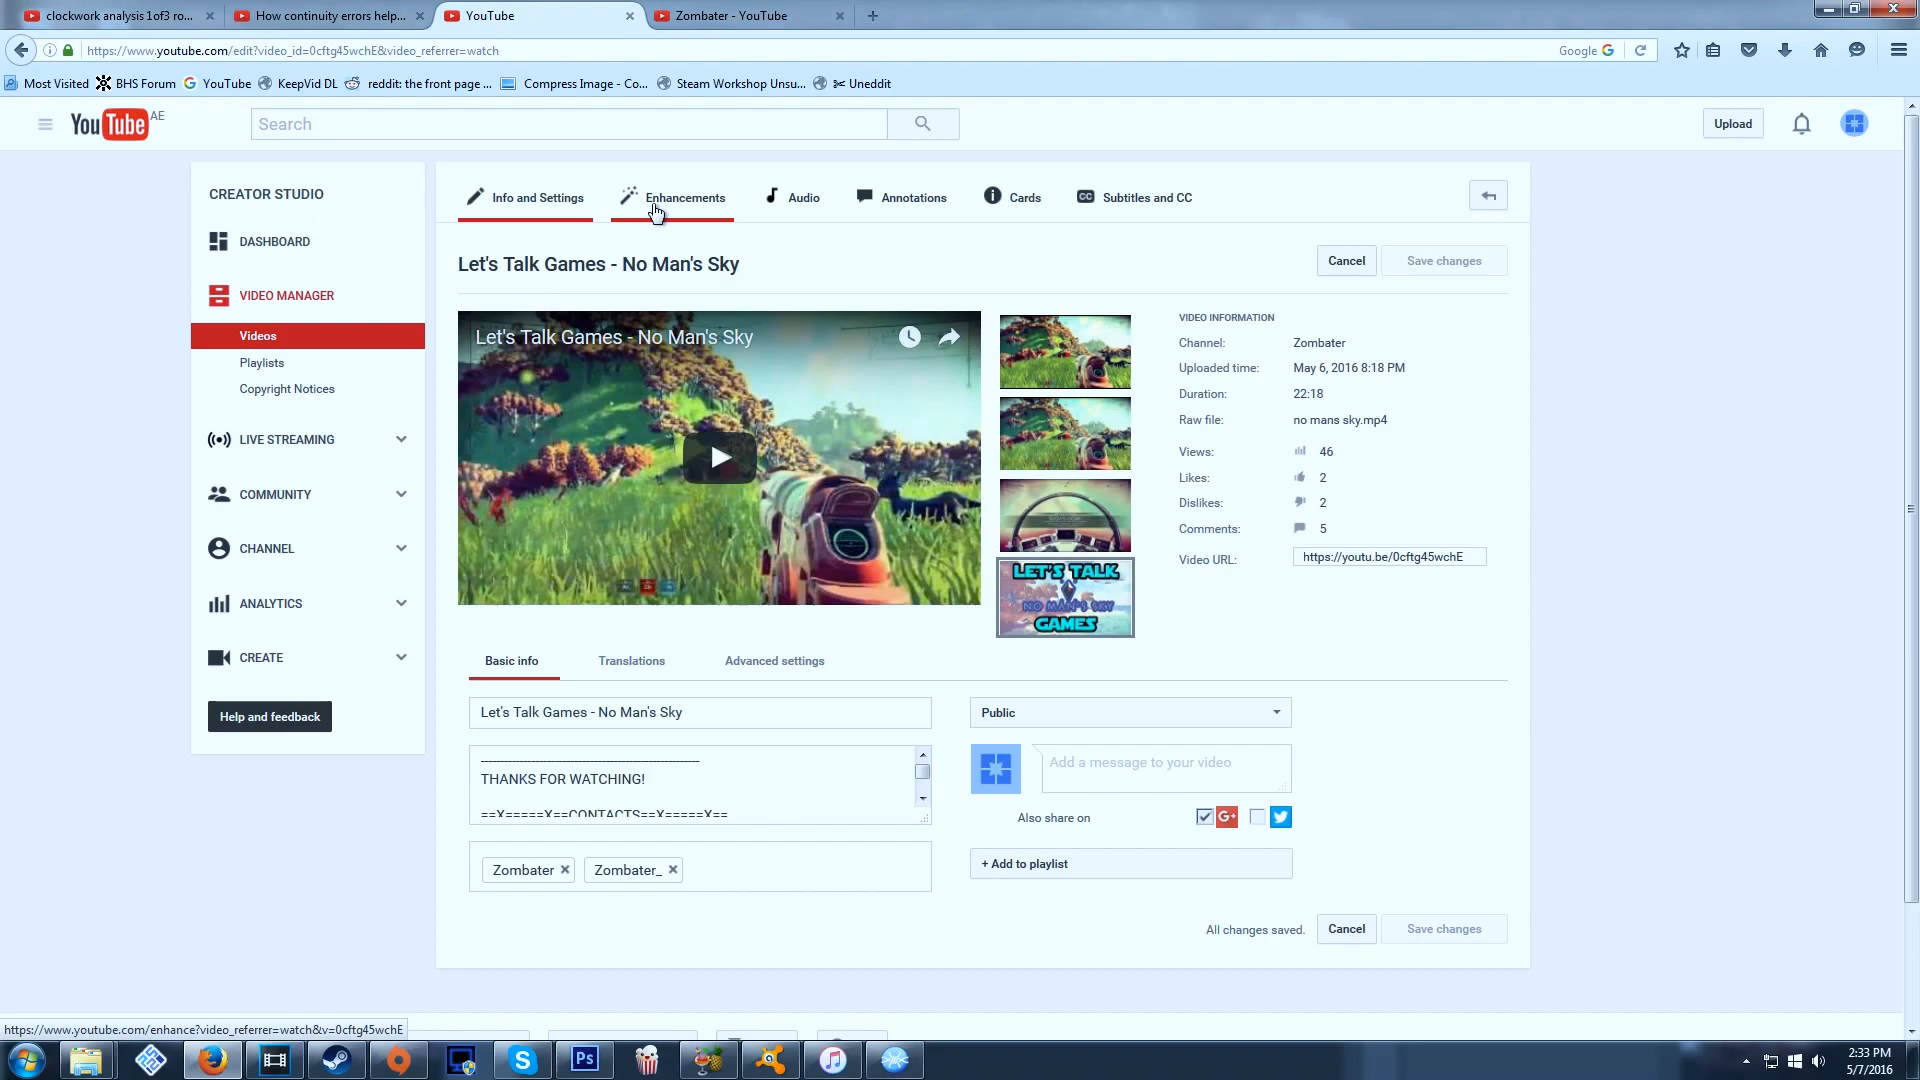 clockwork analysis 1of3 ro...
How continuity errors help...
YouTube
Zombater - YouTube
https://www.youtube.com/edit?video_id=0cftg45wchE&video_referrer=watch
Google
Most Visited
BHS Forum
YouTube
KeepVid DL
reddit: the front page ...
Compress Image - Co...
Steam Workshop Unsu...
✂ Uneddit
YouTube AE
Search
Upload
CREATOR STUDIO
DASHBOARD
VIDEO MANAGER
Videos
Playlists
Copyright Notices
LIVE STREAMING
COMMUNITY
CHANNEL
ANALYTICS
CREATE
Help and feedback
Info and Settings
Enhancements
Audio
Annotations
Cards
Subtitles and CC
Let's Talk Games - No Man's Sky
Cancel
Save changes
Let's Talk Games - No Man's Sky
LET'S TALK
NO MAN'S SKY
GAMES
VIDEO INFORMATION
Channel: Zombater
Uploaded time: May 6, 2016 8:18 PM
Duration: 22:18
Raw file: no mans sky.mp4
Views: 46
Likes: 2
Dislikes: 2
Comments: 5
Video URL: https://youtu.be/0cftg45wchE
Basic info
Translations
Advanced settings
Let's Talk Games - No Man's Sky
--------------------------------------------------------
THANKS FOR WATCHING!
==X=====X==CONTACTS==X=====X==
Zombater
Zombater_
Public
Add a message to your video
Also share on
G+
+ Add to playlist
All changes saved.
Cancel
Save changes
https://www.youtube.com/enhance?video_referrer=watch&v=0cftg45wchE
Ps
2:33 PM
5/7/2016